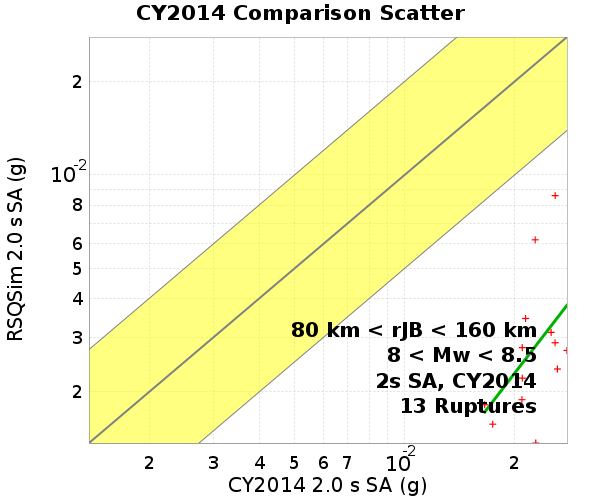 CY2014 Comparison Scatter
RSQSim 2.0 s SA (g)
2
10-2
8
6
5
4
3
2
80 km < rJB < 160 km
8 < Mw < 8.5
2s SA, CY2014
13 Ruptures
2 3 4 5 6 7 10-2 2
CY2014 2.0 s SA (g)